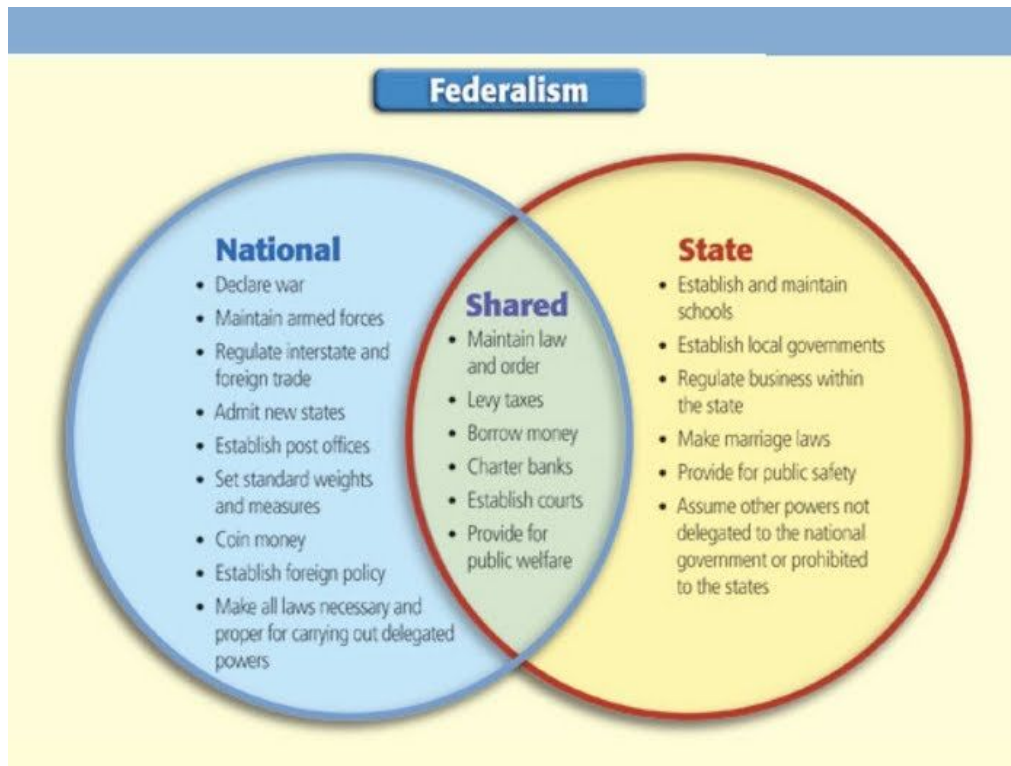 Federalism
National
• Declare war
• Maintain armed forces
• Regulate interstate and
foreign trade
• Admit new states
• Establish post offices
• Set standard weights
and measures
• Coin money
• Establish foreign policy
• Make all laws necessary and
proper for carrying out delegated
powers
Shared
• Maintain law
and order
• Levy taxes
• Borrow money
• Charter banks
• Establish courts
• Provide for
public welfare
State
• Establish and maintain
schools
• Establish local governments
• Regulate business within
the state
• Make marriage laws
• Provide for public safety
• Assume other powers not
delegated to the national
government or prohibited
to the states